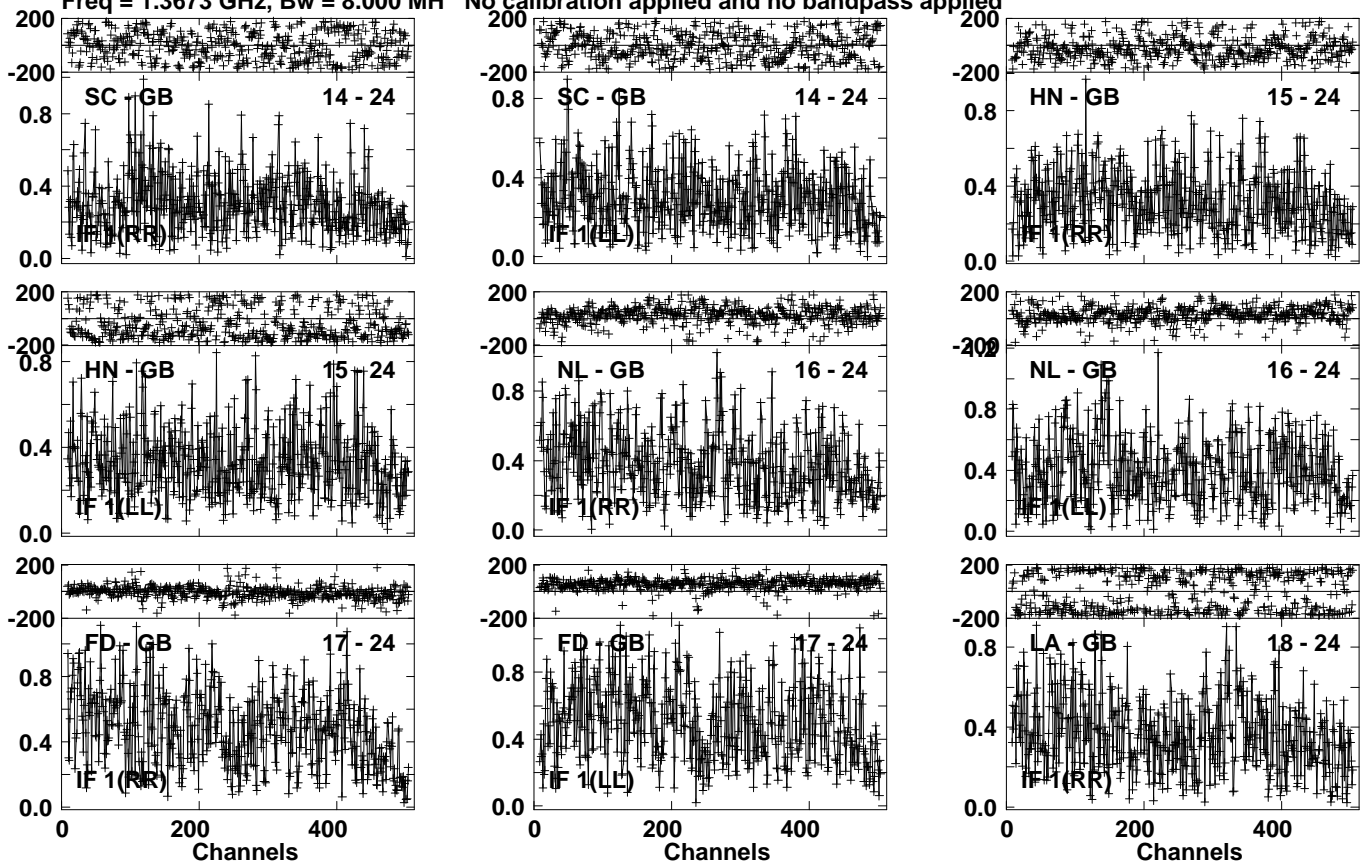 Freq = 1.3673 GHz, Bw = 8.000 MH No calibration applied and no bandpass applied
200 200 200
-200 -200 -200
SC - GB 14 - 24 SC - GB 14 - 24 HN - GB 15 - 24
0.8 0.8 0.8
0.4 0.4 0.4
IF 1(RR) IF 1(LL) IF 1(RR)
0.0 0.0 0.0
200 200 200
-200 -200 -200
1.2
HN - GB 15 - 24 NL - GB 16 - 24 NL - GB 16 - 24
0.8 0.8 0.8
0.4 0.4 0.4
IF 1(LL) IF 1(RR) IF 1(LL)
0.0 0.0 0.0
200 200 200
-200 -200 -200
FD - GB 17 - 24 FD - GB 17 - 24 LA - GB 18 - 24
0.8 0.8 0.8
0.4 0.4 0.4
IF 1(RR) IF 1(LL) IF 1(RR)
0.0 0.0 0.0
0 200 400 0 200 400 0 200 400
Channels Channels Channels